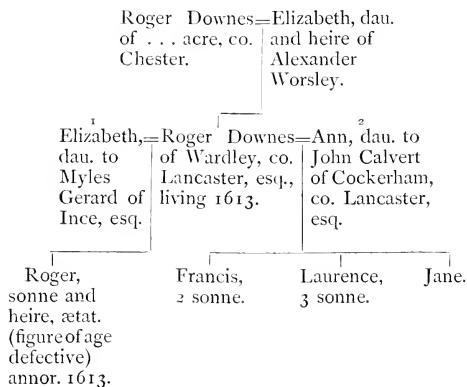 Roger Downes=Elizabeth, dau.
of . . . acre, co. and heire of
Chester. Alexander
Worsley.
1
Elizabeth,=
dau. to
Myles
Gerard of
Ince, esq.
Roger Downes=
of Wardley, co.
Lancaster, esq.,
living 1613.
2
Ann, dau. to
John Calvert
of Cockerham,
co. Lancaster,
esq.
Roger,
sonne and
heire, ætat.
(figure of age
defective)
annor. 1613.
Francis,
2 sonne.
Laurence,
3 sonne.
Jane.